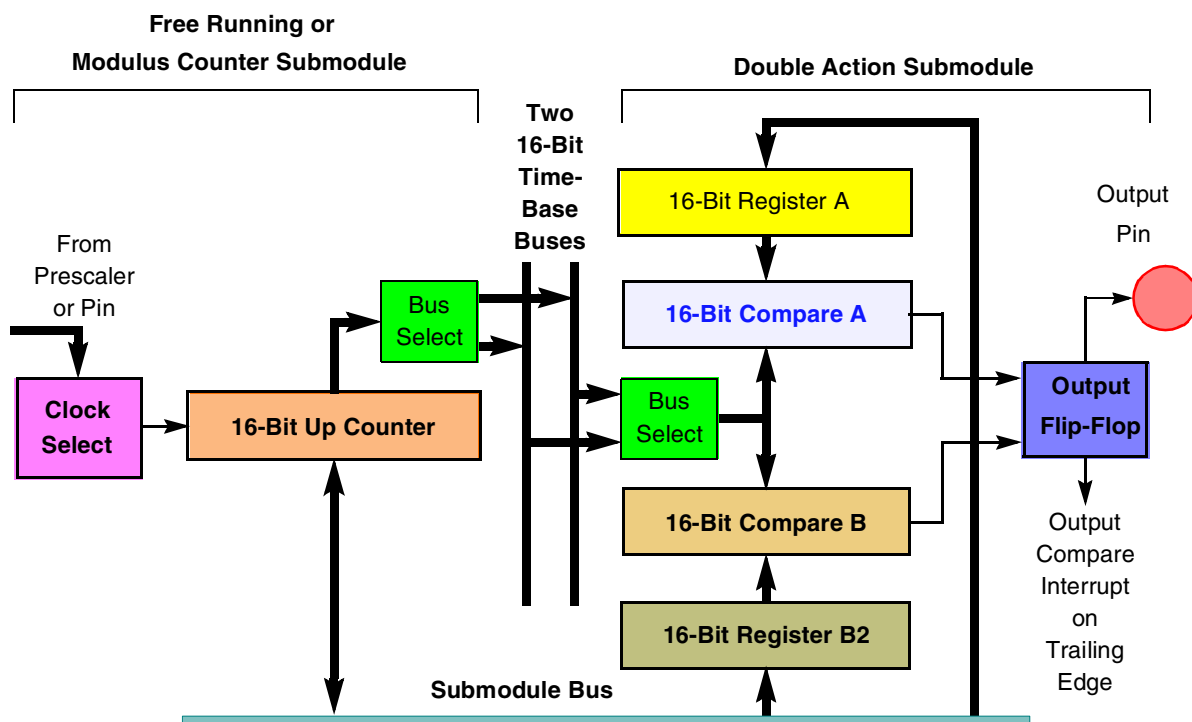 Free Running or
Modulus Counter Submodule
Double Action Submodule
Two
16-Bit
Time-
Base
Buses
16-Bit Register A
Output
Pin
From
Prescaler
or Pin
Bus
Select
16-Bit Compare A
Clock
Select
16-Bit Up Counter
Bus
Select
Output
Flip-Flop
16-Bit Compare B
Output
Compare
Interrupt
on
Trailing
Edge
16-Bit Register B2
Submodule Bus